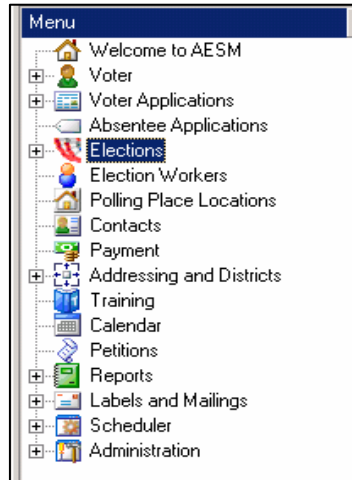 Menu
Welcome to AESM
Voter
Voter Applications
Absentee Applications
Elections
Election Workers
Polling Place Locations
Contacts
Payment
Addressing and Districts
Training
Calendar
Petitions
Reports
Labels and Mailings
Scheduler
Administration